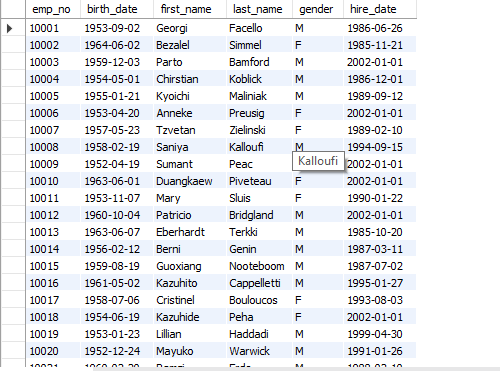 emp_no birth_date first_name last_name gender hire_date
10001 1953-09-02 Georgi Facello M 1986-06-26
10002 1964-06-02 Bezalel Simmel F 1985-11-21
10003 1959-12-03 Parto Bamford M 2002-01-01
10004 1954-05-01 Chirstian Koblick M 1986-12-01
10005 1955-01-21 Kyoichi Maliniak M 1989-09-12
10006 1953-04-20 Anneke Preusig F 2002-01-01
10007 1957-05-23 Tzvetan Zielinski F 1989-02-10
10008 1958-02-19 Saniya Kalloufi M 1994-09-15
Kalloufi
10009 1952-04-19 Sumant Peac 2002-01-01
10010 1963-06-01 Duangkaew Piveteau F 2002-01-01
10011 1953-11-07 Mary Sluis F 1990-01-22
10012 1960-10-04 Patricio Bridgland M 2002-01-01
10013 1963-06-07 Eberhardt Terkki M 1985-10-20
10014 1956-02-12 Berni Genin M 1987-03-11
10015 1959-08-19 Guoxiang Nooteboom M 1987-07-02
10016 1961-05-02 Kazuhito Cappelletti M 1995-01-27
10017 1958-07-06 Cristinel Bouloucos F 1993-08-03
10018 1954-06-19 Kazuhide Peha F 2002-01-01
10019 1953-01-23 Lillian Haddadi M 1999-04-30
10020 1952-12-24 Mayuko Warwick M 1991-01-26